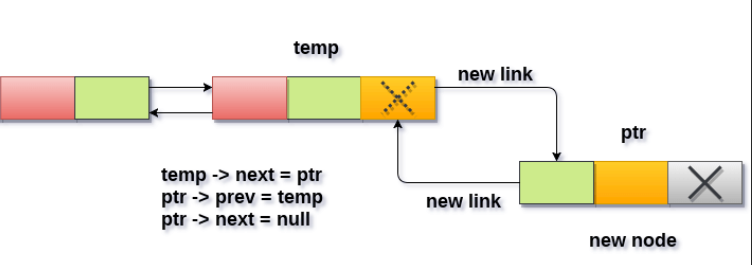 temp
new link
ptr
temp -> next = ptr
ptr -> prev = temp
ptr -> next = null
new link
new node